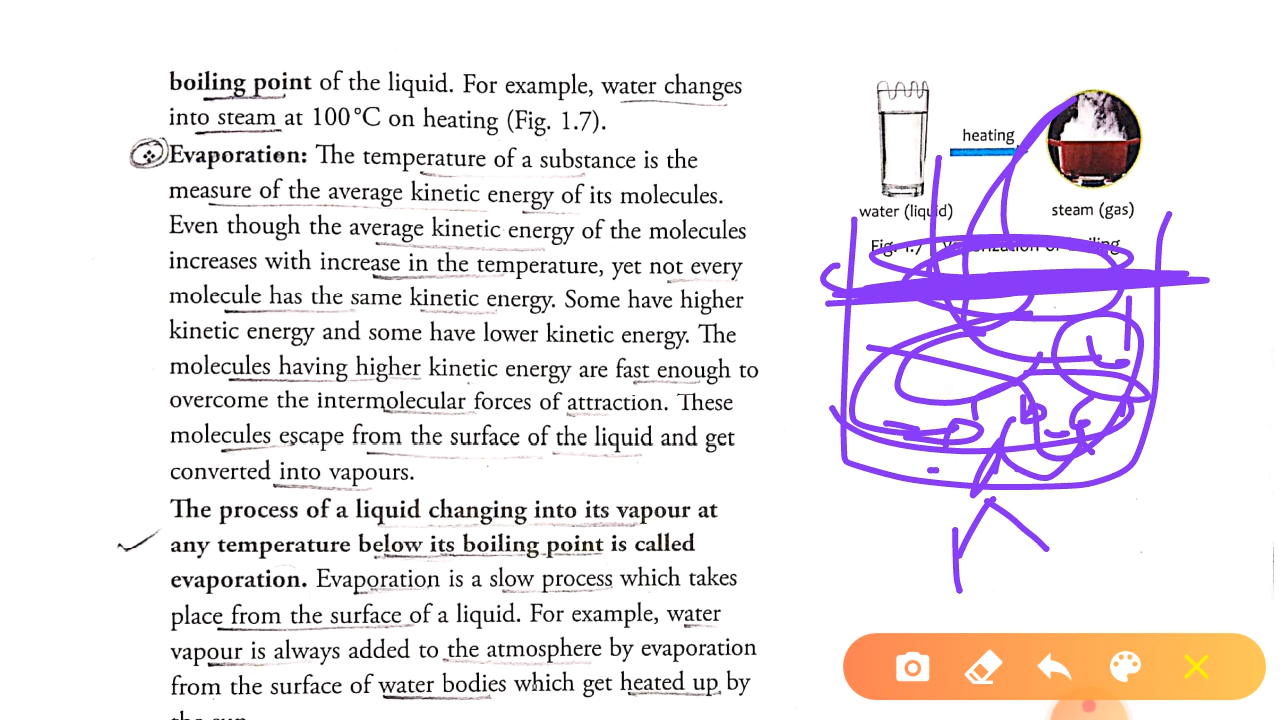 boiling point of the liquid. For example, water changes
into steam at 100°C on heating (Fig. 1.7).
Evaporation: The temperature of a substance is the
measure of the average kinetic energy of its molecules.
Even though the average kinetic energy of the molecules
increases with increase in the temperature, yet not every
molecule has the same kinetic energy. Some have higher
kinetic energy and some have lower kinetic energy. The
molecules having higher kinetic energy are fast enough to
overcome the intermolecular forces of attraction. These
molecules escape from the surface of the liquid and get
converted into vapours.
The process of a liquid changing into its vapour at
any temperature below its boiling point is called
evaporation. Evaporation is a slow process which takes
place from the surface of a liquid. For example, water
vapour is always added to the atmosphere by evaporation
from the surface of water bodies which get heated up by
the sun.
heating
water (liquid)
steam (gas)
Fig. 1.7 Vaporization or boiling